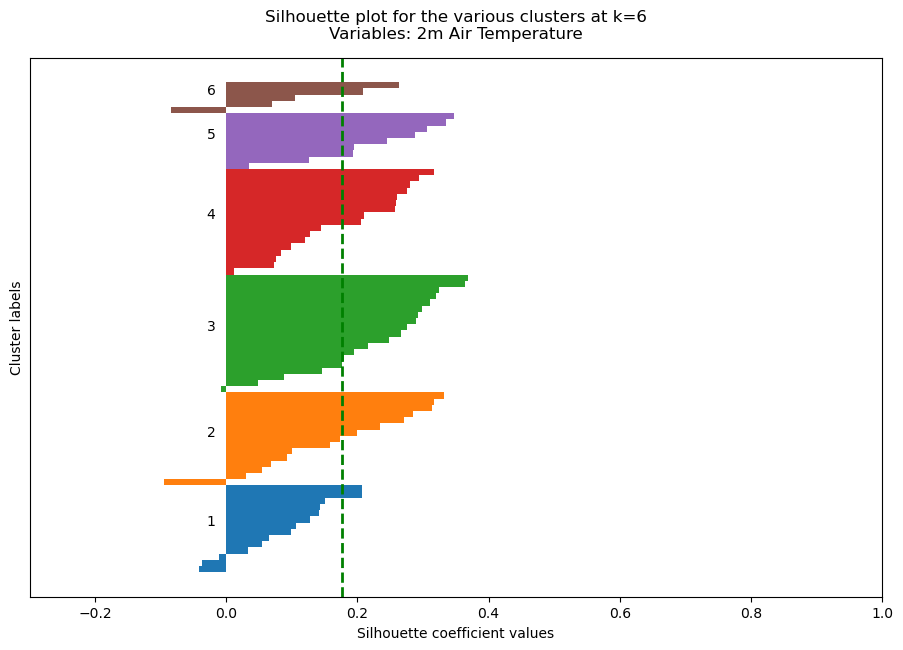 Silhouette plot for the various clusters at k=6
Variables: 2m Air Temperature
Cluster labels
6
5
4
3
2
1
−0.2 0.0 0.2 0.4 0.6 0.8 1.0
Silhouette coefficient values